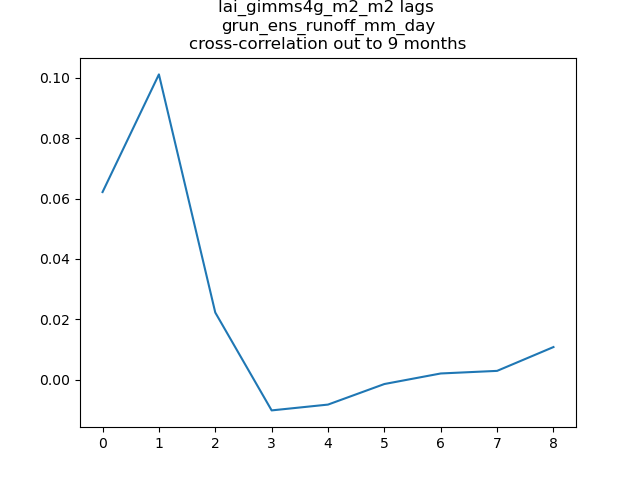 lai_gimms4g_m2_m2 lags
grun_ens_runoff_mm_day
cross-correlation out to 9 months
0.10
0.08
0.06
0.04
0.02
0.00
0 1 2 3 4 5 6 7 8